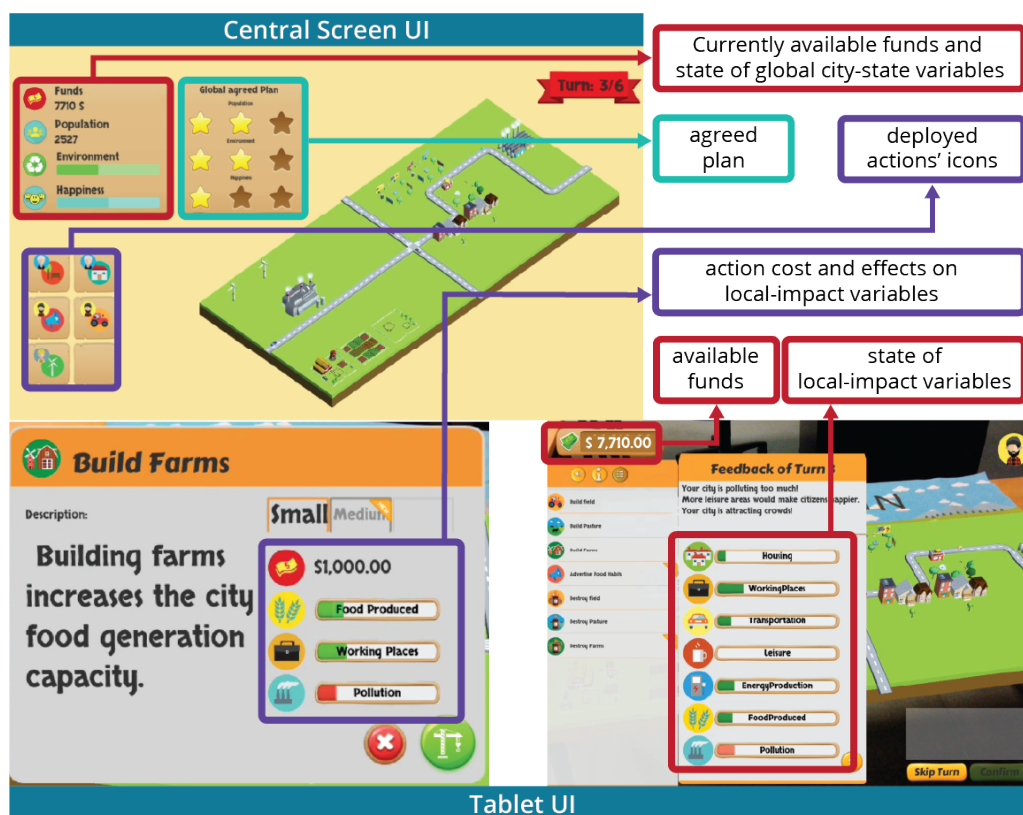 Central Screen UI
Currently available funds and
state of global city-state variables
Funds
7710 $
Population
2527
Environment
Happiness
Global agreed Plan
Population
Environment
Happiness
Turn: 3/6
agreed
plan
deployed
actions' icons
action cost and effects on
local-impact variables
available
funds
state of
local-impact variables
Build Farms
Description:
Small
Medium
Building farms
increases the city
food generation
capacity.
$1,000.00
Food Produced
Working Places
Pollution
$ 7,710.00
Build field
Build Pasture
Build Farms
Advertise Food Habits
Destroy field
Destroy Pasture
Destroy Farms
Feedback of Turn 3
Your city is polluting too much!
More leisure areas would make citizens happier.
Your city is attracting crowds!
Housing
WorkingPlaces
Transportation
Leisure
EnergyProduction
FoodProduced
Pollution
N
Skip Turn
Confirm
Tablet UI